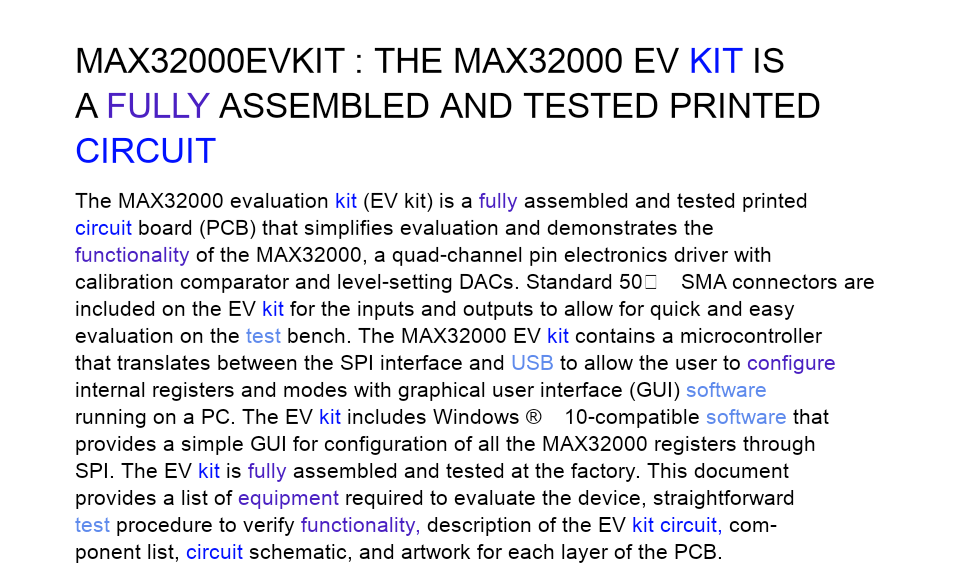 MAX32000EVKIT : THE MAX32000 EV KIT IS
A FULLY ASSEMBLED AND TESTED PRINTED
CIRCUIT
The MAX32000 evaluation kit (EV kit) is a fully assembled and tested printed
circuit board (PCB) that simplifies evaluation and demonstrates the
functionality of the MAX32000, a quad-channel pin electronics driver with
calibration comparator and level-setting DACs. Standard 50□ SMA connectors are
included on the EV kit for the inputs and outputs to allow for quick and easy
evaluation on the test bench. The MAX32000 EV kit contains a microcontroller
that translates between the SPI interface and USB to allow the user to configure
internal registers and modes with graphical user interface (GUI) software
running on a PC. The EV kit includes Windows ® 10-compatible software that
provides a simple GUI for configuration of all the MAX32000 registers through
SPI. The EV kit is fully assembled and tested at the factory. This document
provides a list of equipment required to evaluate the device, straightforward
test procedure to verify functionality, description of the EV kit circuit, com-
ponent list, circuit schematic, and artwork for each layer of the PCB.